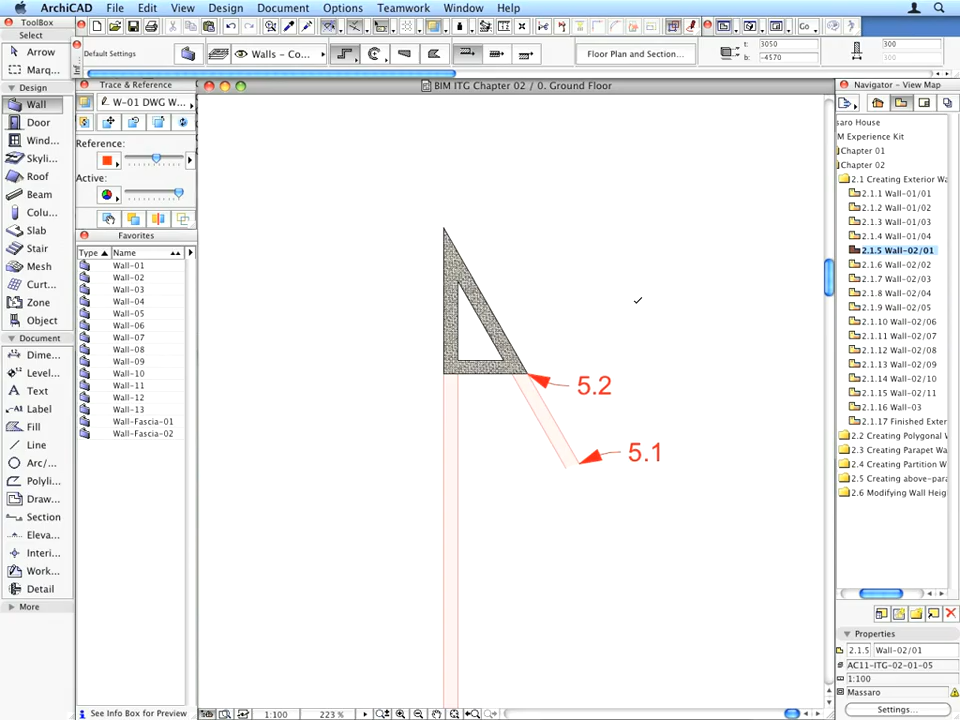 ArchiCAD File Edit View Design Document Options Teamwork Window Help
ToolBox
Select
Arrow
Marq...
Design
Wall
Door
Wind...
Skyli...
Roof
Beam
Colu...
Slab
Stair
Mesh
Curt...
Zone
Object
Document
Dime...
Level...
Text
Label
Fill
Line
Arc/...
Polyli...
Draw...
Section
Eleva...
Interi...
Work...
Detail
More
Default Settings
Walls - Co...
Floor Plan and Section...
t: 3050
b: -4570
300
Go
Trace & Reference
W-01 DWG W...
Reference:
Active:
Favorites
Type Name
Wall-01
Wall-02
Wall-03
Wall-04
Wall-05
Wall-06
Wall-07
Wall-08
Wall-09
Wall-10
Wall-11
Wall-12
Wall-13
Wall-Fascia-01
Wall-Fascia-02
See Info Box for Preview
BIM ITG Chapter 02 / 0. Ground Floor
5.2
5.1
1:100
223 %
Navigator - View Map
saro House
M Experience Kit
Chapter 01
Chapter 02
2.1 Creating Exterior Wa
2.1.1 Wall-01/01
2.1.2 Wall-01/02
2.1.3 Wall-01/03
2.1.4 Wall-01/04
2.1.5 Wall-02/01
2.1.6 Wall-02/02
2.1.7 Wall-02/03
2.1.8 Wall-02/04
2.1.9 Wall-02/05
2.1.10 Wall-02/06
2.1.11 Wall-02/07
2.1.12 Wall-02/08
2.1.13 Wall-02/09
2.1.14 Wall-02/10
2.1.15 Wall-02/11
2.1.16 Wall-03
2.1.17 Finished Exter
2.2 Creating Polygonal W
2.3 Creating Parapet Wa
2.4 Creating Partition W
2.5 Creating above-para
2.6 Modifying Wall Heig
Properties
2.1.5 Wall-02/01
AC11-ITG-02-01-05
1:100
Massaro
Settings...